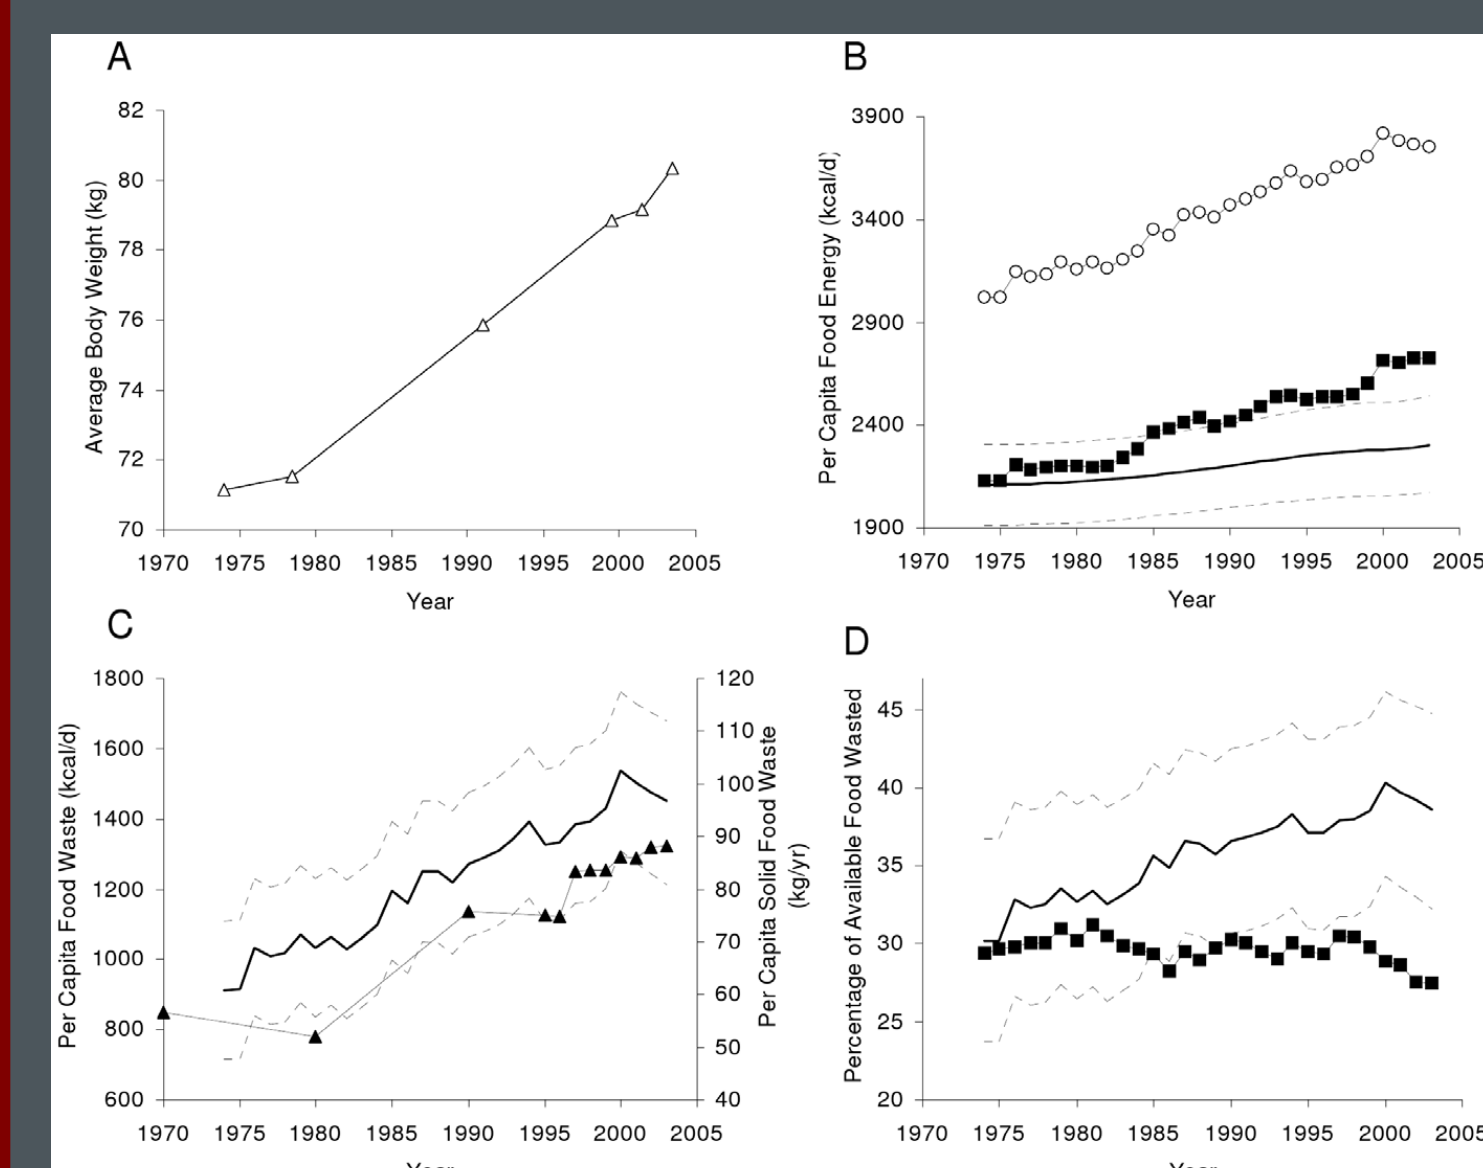 A
82
80
78
76
74
72
70
Average Body Weight (kg)
1970 1975 1980 1985 1990 1995 2000 2005
Year
B
3900
3400
2900
2400
1900
Per Capita Food Energy (kcal/d)
1970 1975 1980 1985 1990 1995 2000 2005
Year
C
1800
1600
1400
1200
1000
800
600
Per Capita Food Waste (kcal/d)
120
110
100
90
80
70
60
50
40
Per Capita Solid Food Waste
(kg/yr)
1970 1975 1980 1985 1990 1995 2000 2005
Year
D
45
40
35
30
25
20
Percentage of Available Food Wasted
1970 1975 1980 1985 1990 1995 2000 2005
Year